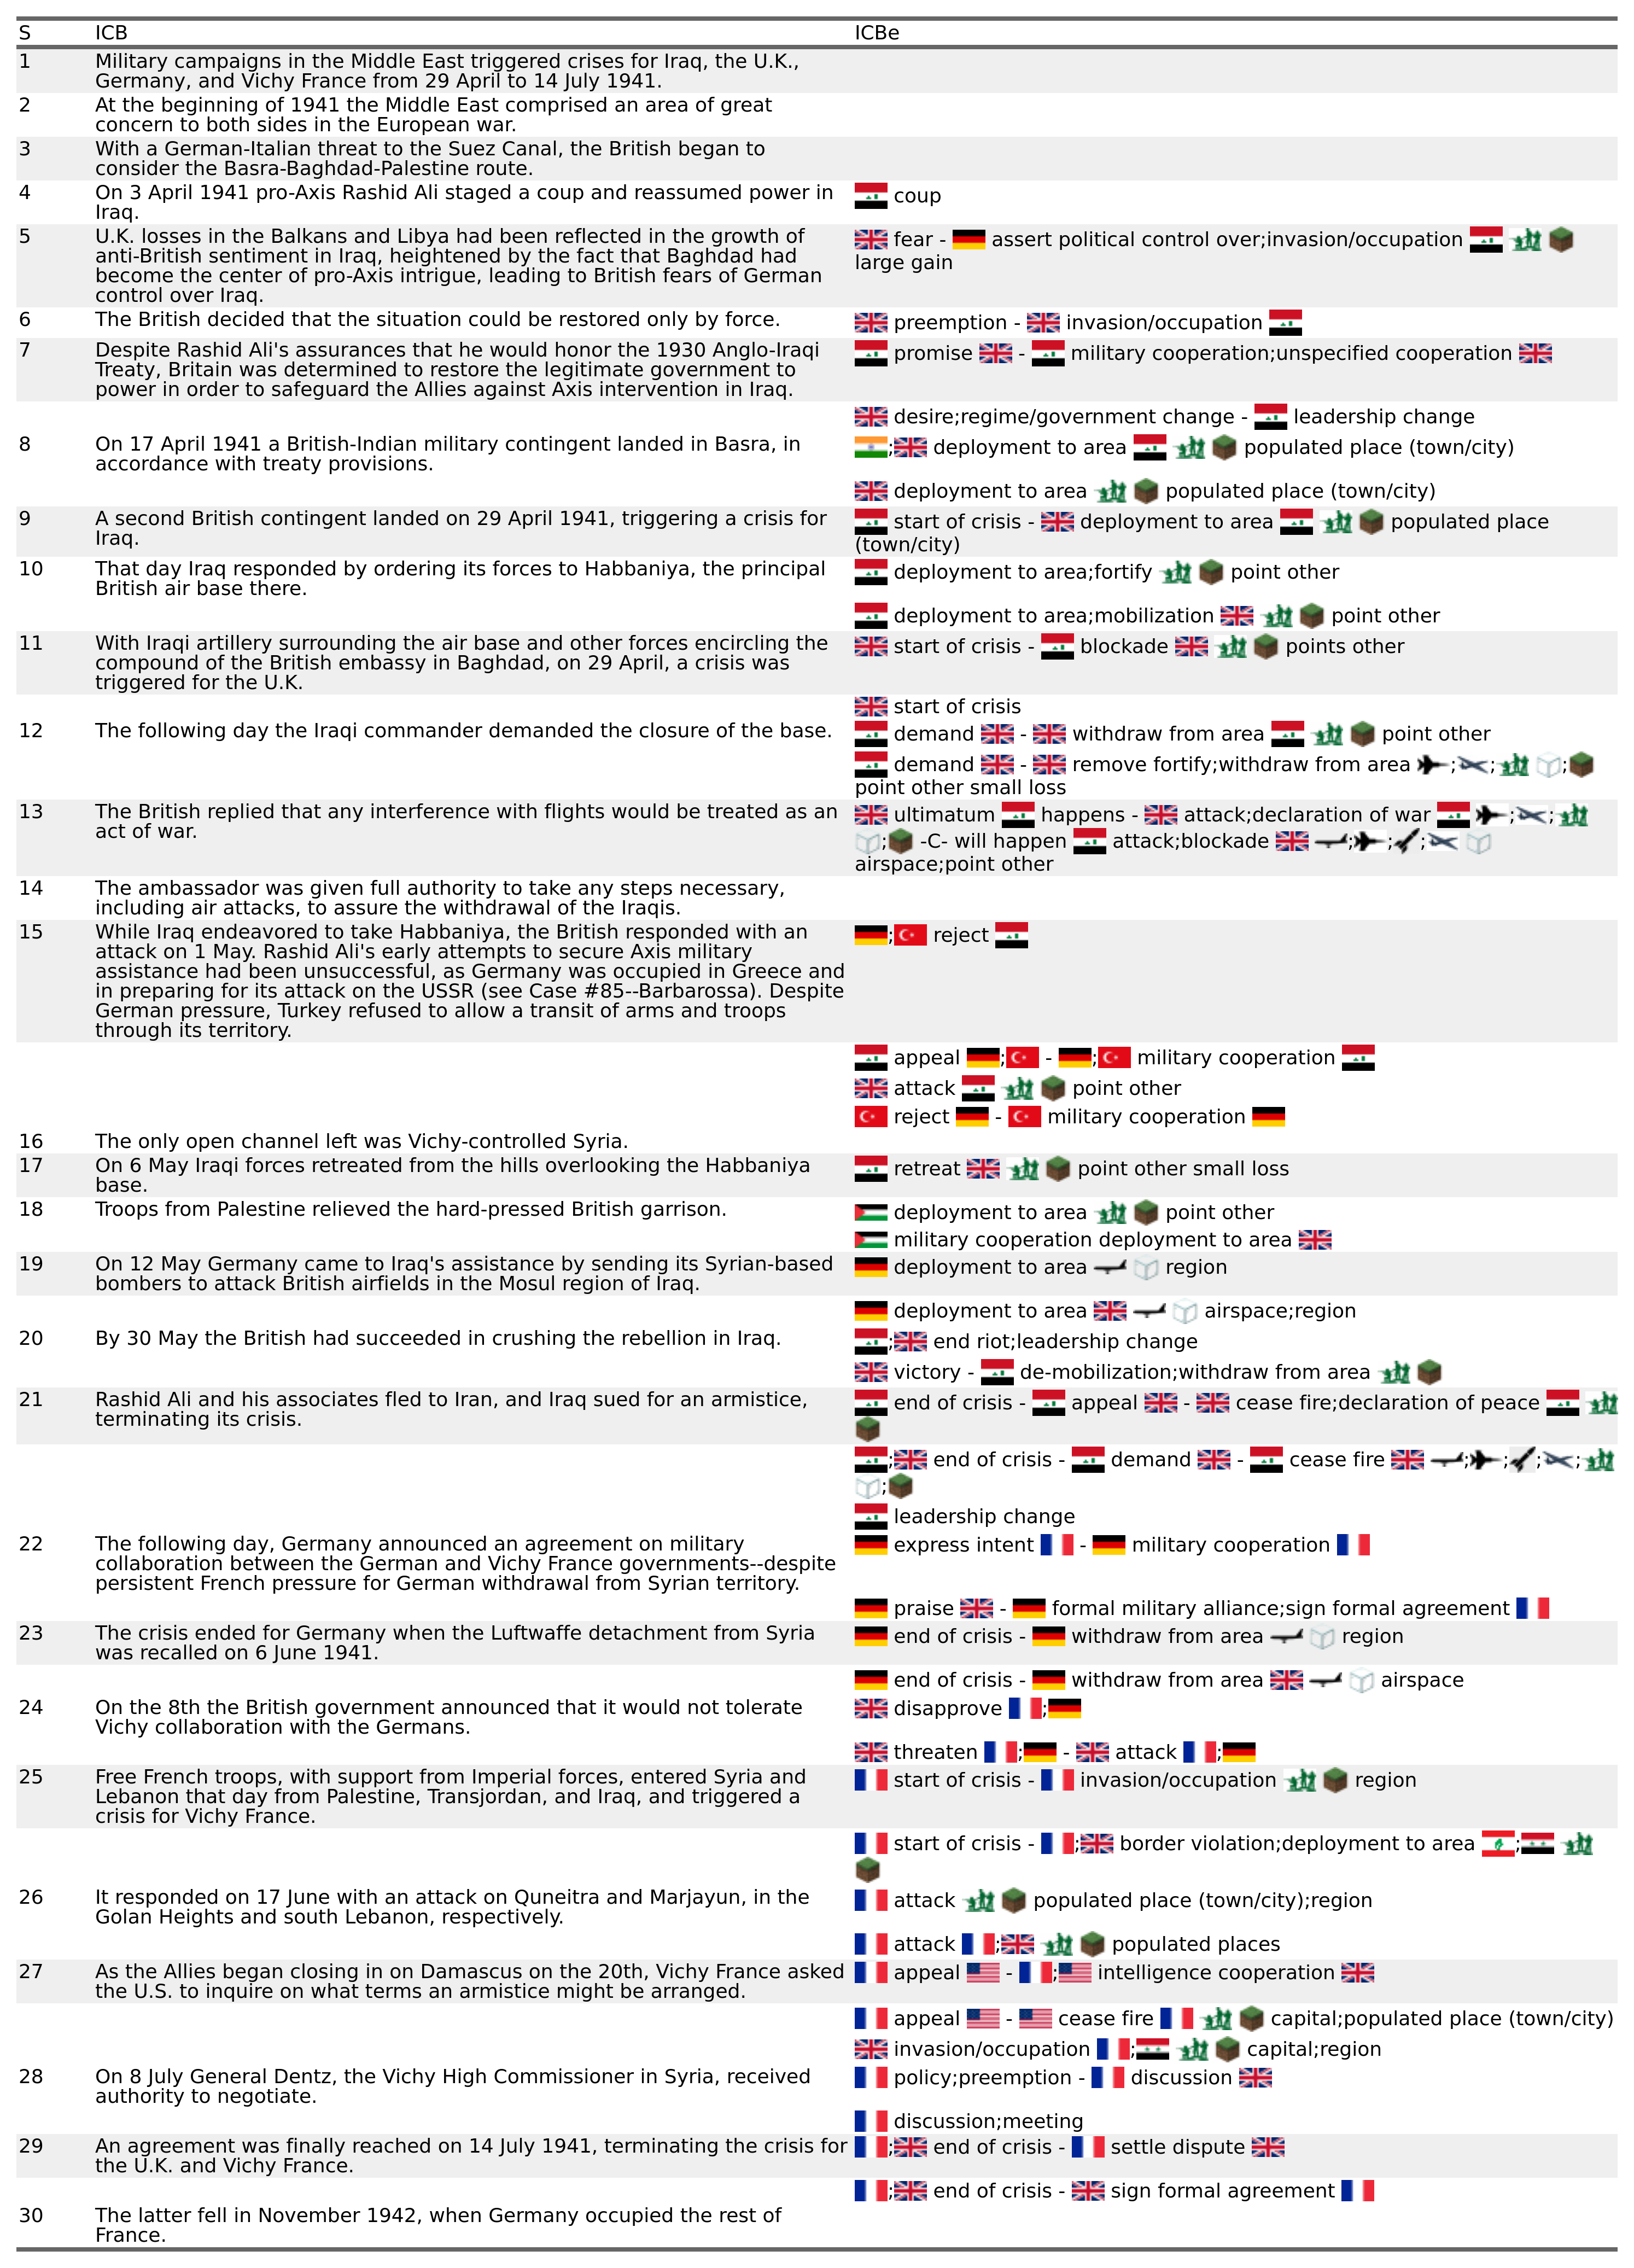 S ICB ICBe
1 Military campaigns in the Middle East triggered crises for Iraq, the U.K.,
Germany, and Vichy France from 29 April to 14 July 1941.
2 At the beginning of 1941 the Middle East comprised an area of great
concern to both sides in the European war.
3 With a German-Italian threat to the Suez Canal, the British began to
consider the Basra-Baghdad-Palestine route.
4 On 3 April 1941 pro-Axis Rashid Ali staged a coup and reassumed power in
Iraq.
coup
5 U.K. losses in the Balkans and Libya had been reflected in the growth of
anti-British sentiment in Iraq, heightened by the fact that Baghdad had
become the center of pro-Axis intrigue, leading to British fears of German
control over Iraq.
fear - assert political control over;invasion/occupation
large gain
6 The British decided that the situation could be restored only by force.
preemption - invasion/occupation
7 Despite Rashid Ali's assurances that he would honor the 1930 Anglo-Iraqi
Treaty, Britain was determined to restore the legitimate government to
power in order to safeguard the Allies against Axis intervention in Iraq.
promise - military cooperation;unspecified cooperation
desire;regime/government change - leadership change
8 On 17 April 1941 a British-Indian military contingent landed in Basra, in
accordance with treaty provisions.
; deployment to area populated place (town/city)
deployment to area populated place (town/city)
9 A second British contingent landed on 29 April 1941, triggering a crisis for
Iraq.
start of crisis - deployment to area populated place
(town/city)
10 That day Iraq responded by ordering its forces to Habbaniya, the principal
British air base there.
deployment to area;fortify point other
deployment to area;mobilization point other
11 With Iraqi artillery surrounding the air base and other forces encircling the
compound of the British embassy in Baghdad, on 29 April, a crisis was
triggered for the U.K.
start of crisis - blockade points other
start of crisis
12 The following day the Iraqi commander demanded the closure of the base.
demand - withdraw from area point other
demand - remove fortify;withdraw from area ; ; ;
point other small loss
13 The British replied that any interference with flights would be treated as an
act of war.
ultimatum happens - attack;declaration of war ; ;
; -C- will happen attack;blockade ; ; ;
airspace;point other
14 The ambassador was given full authority to take any steps necessary,
including air attacks, to assure the withdrawal of the Iraqis.
15 While Iraq endeavored to take Habbaniya, the British responded with an
attack on 1 May. Rashid Ali's early attempts to secure Axis military
assistance had been unsuccessful, as Germany was occupied in Greece and
in preparing for its attack on the USSR (see Case #85--Barbarossa). Despite
German pressure, Turkey refused to allow a transit of arms and troops
through its territory.
; reject
appeal ; - ; military cooperation
attack point other
reject - military cooperation
16 The only open channel left was Vichy-controlled Syria.
17 On 6 May Iraqi forces retreated from the hills overlooking the Habbaniya
base.
retreat point other small loss
18 Troops from Palestine relieved the hard-pressed British garrison.
deployment to area point other
military cooperation deployment to area
19 On 12 May Germany came to Iraq's assistance by sending its Syrian-based
bombers to attack British airfields in the Mosul region of Iraq.
deployment to area region
deployment to area airspace;region
20 By 30 May the British had succeeded in crushing the rebellion in Iraq.
; end riot;leadership change
victory - de-mobilization;withdraw from area
21 Rashid Ali and his associates fled to Iran, and Iraq sued for an armistice,
terminating its crisis.
end of crisis - appeal - cease fire;declaration of peace
; end of crisis - demand - cease fire ; ; ; ;
;
leadership change
22 The following day, Germany announced an agreement on military
collaboration between the German and Vichy France governments--despite
persistent French pressure for German withdrawal from Syrian territory.
express intent - military cooperation
praise - formal military alliance;sign formal agreement
23 The crisis ended for Germany when the Luftwaffe detachment from Syria
was recalled on 6 June 1941.
end of crisis - withdraw from area region
end of crisis - withdraw from area airspace
24 On the 8th the British government announced that it would not tolerate
Vichy collaboration with the Germans.
disapprove ;
threaten ; - attack ;
25 Free French troops, with support from Imperial forces, entered Syria and
Lebanon that day from Palestine, Transjordan, and Iraq, and triggered a
crisis for Vichy France.
start of crisis - invasion/occupation region
start of crisis - ; border violation;deployment to area ;
26 It responded on 17 June with an attack on Quneitra and Marjayun, in the
Golan Heights and south Lebanon, respectively.
attack populated place (town/city);region
attack ; populated places
27 As the Allies began closing in on Damascus on the 20th, Vichy France asked
the U.S. to inquire on what terms an armistice might be arranged.
appeal - ; intelligence cooperation
appeal - cease fire capital;populated place (town/city)
invasion/occupation ; capital;region
28 On 8 July General Dentz, the Vichy High Commissioner in Syria, received
authority to negotiate.
policy;preemption - discussion
discussion;meeting
29 An agreement was finally reached on 14 July 1941, terminating the crisis for
the U.K. and Vichy France.
; end of crisis - settle dispute
; end of crisis - sign formal agreement
30 The latter fell in November 1942, when Germany occupied the rest of
France.